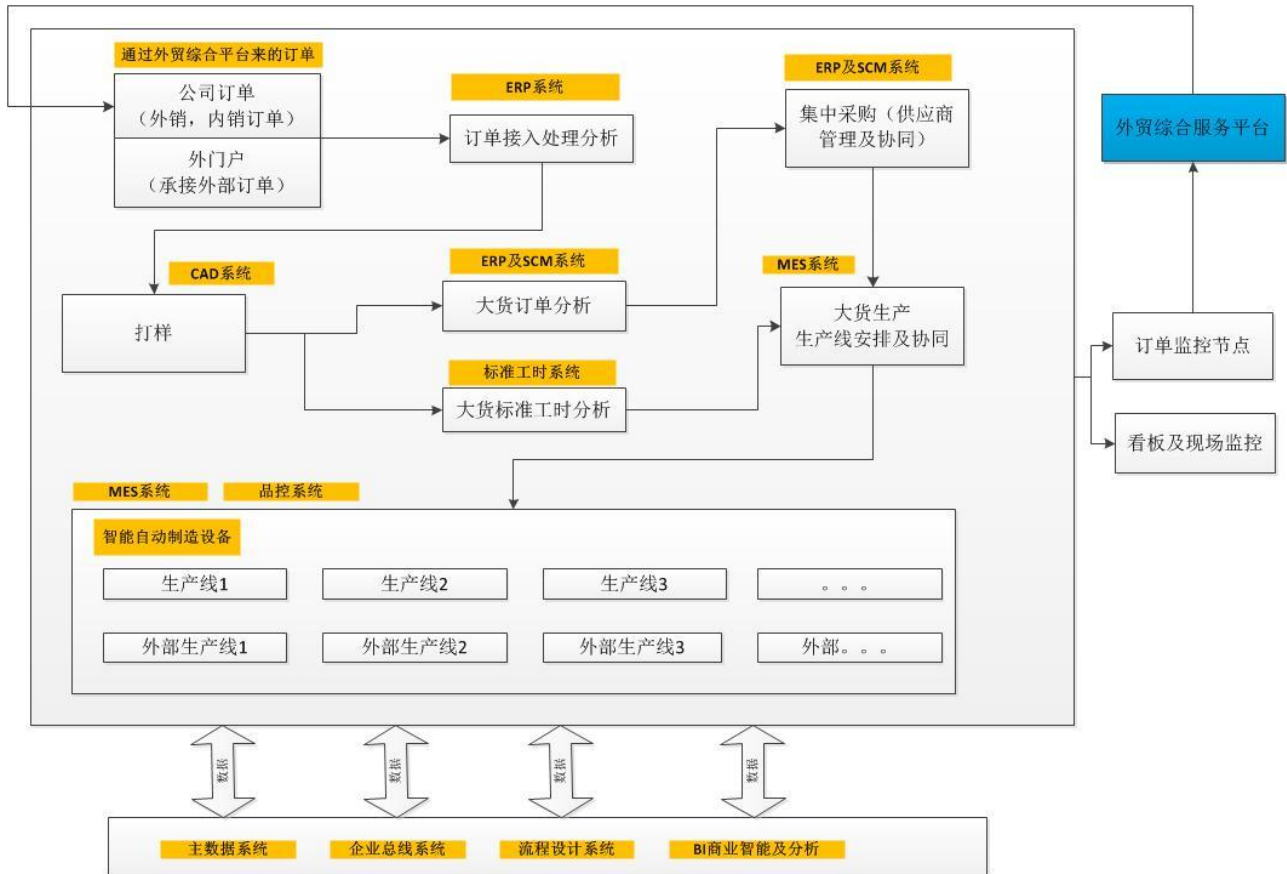 通过外贸综合平台来的订单
公司订单
（外销，内销订单）
外门户
（承接外部订单）
ERP系统
订单接入处理分析
ERP及SCM系统
集中采购（供应商
管理及协同）
外贸综合服务平台
CAD系统
打样
ERP及SCM系统
大货订单分析
MES系统
大货生产
生产线安排及协同
标准工时系统
大货标准工时分析
订单监控节点
看板及现场监控
MES系统
品控系统
智能自动制造设备
生产线1
生产线2
生产线3
。。。
外部生产线1
外部生产线2
外部生产线3
外部。。。
数据
数据
数据
数据
主数据系统
企业总线系统
流程设计系统
BI商业智能及分析